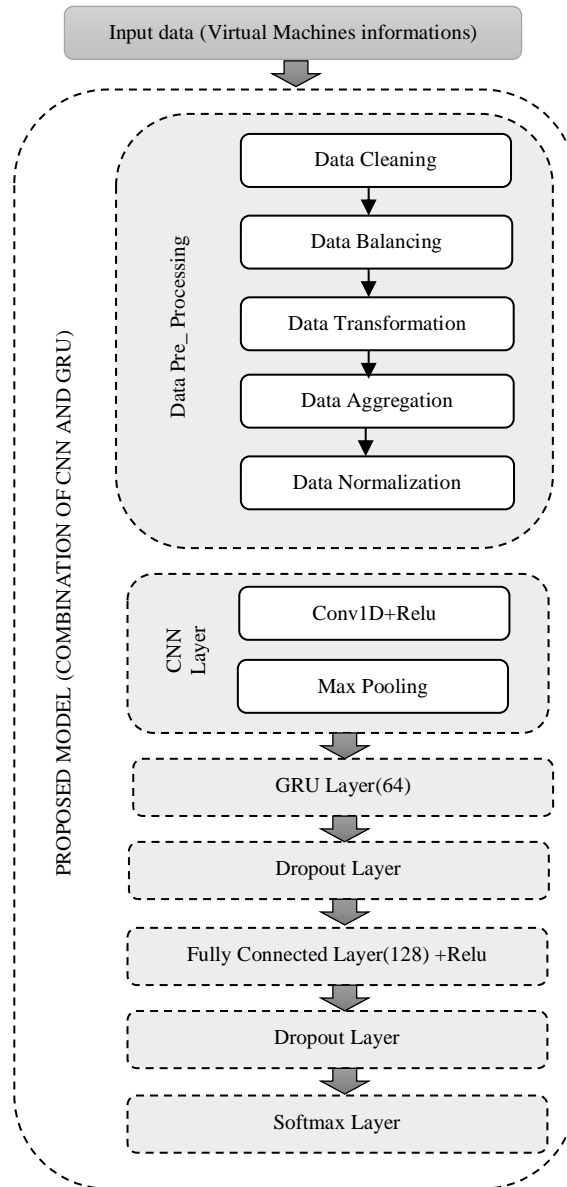 Input data (Virtual Machines informations)
PROPOSED MODEL (COMBINATION OF CNN AND GRU)
Data Pre_ Processing
Data Cleaning
Data Balancing
Data Transformation
Data Aggregation
Data Normalization
CNN
Layer
Conv1D+Relu
Max Pooling
GRU Layer(64)
Dropout Layer
Fully Connected Layer(128) +Relu
Dropout Layer
Softmax Layer